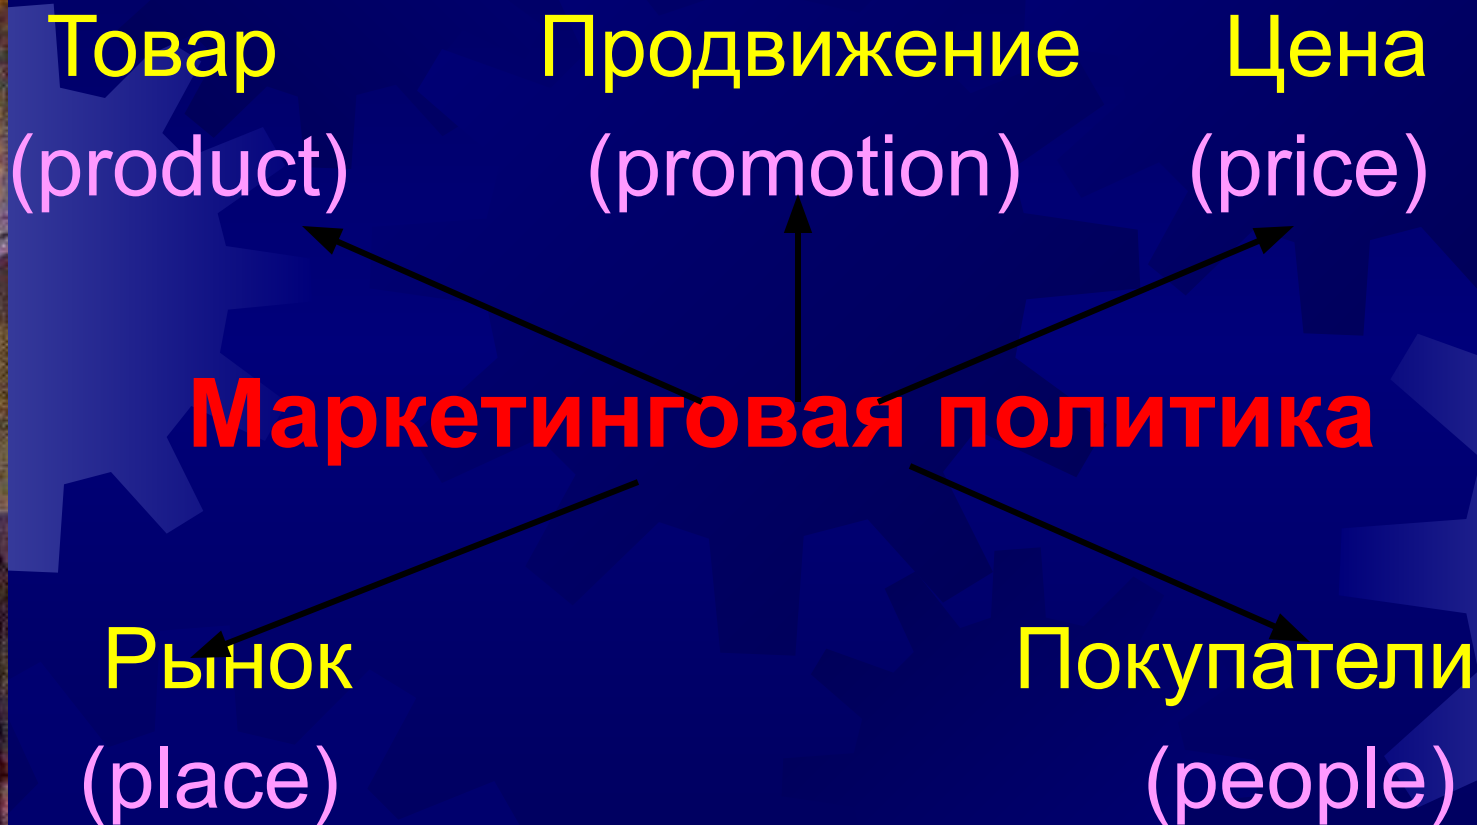 Товар Продвижение Цена
(product) (promotion) (price)
Маркетинговая политика
Рынок Покупатели
(place) (people)